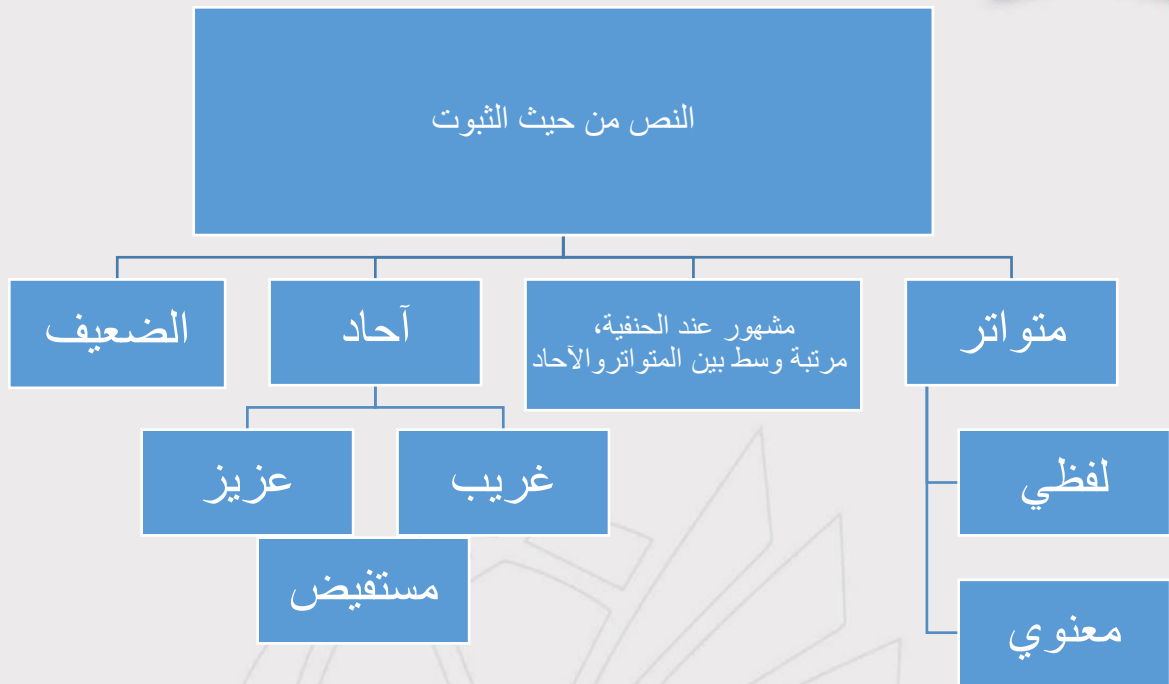 النص من حيث الثبوت
متواتر
مشهور عند الحنفية،
مرتبة وسط بين المتواتروالآحاد
آحاد
الضعيف
لفظي
معنوي
غريب
عزيز
مستفيض